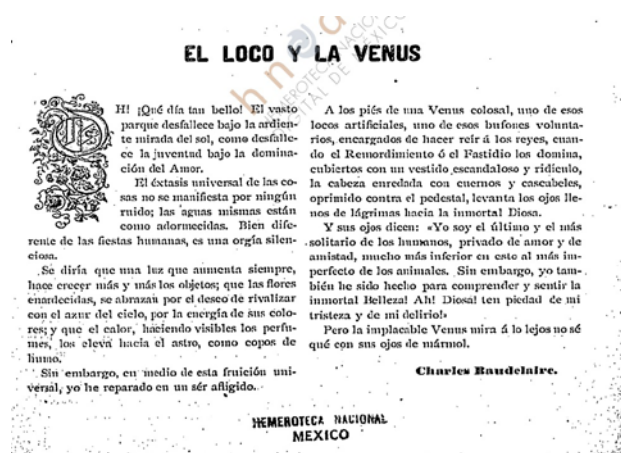 EL LOCO Y LA VENUS
OH! ¡Qué día tan bello! El vasto
parque desfallece bajo la ardien-
te mirada del sol, como desfalle-
ce la juventud bajo la domina-
ción del Amor.
El éxtasis universal de las co-
sas no se manifiesta por ningún
ruido; las aguas mismas están
como adormecidas. Bien dife-
rente de las fiestas humanas, es una orgía silen-
ciosa.
Se diría que una luz que aumenta siempre,
hace crecer más y más los objetos; que las flores
enardecidas, se abrazan por el deseo de rivalizar
con el azur del cielo, por la energía de sus colo-
res; y que el calor, haciendo visibles los perfu-
mes, los eleva hacia el astro, como copos de
humo.
Sin embargo, en medio de esta fruición uni-
versal, yo he reparado en un sér afligido.
A los piés de una Venus colosal, uno de esos
locos artificiales, uno de esos bufones volunta-
rios, encargados de hacer reír á los reyes, cuan-
do el Remordimiento ó el Fastidio los domina,
cubiertos con un vestido escandaloso y ridículo,
la cabeza enredada con cuernos y cascabeles,
oprimido contra el pedestal, levanta los ojos lle-
nos de lágrimas hacia la inmortal Diosa.
Y sus ojos dicen: «Yo soy el último y el más
solitario de los humanos, privado de amor y de
amistad, mucho más inferior en esto al más im-
perfecto de los animales. Sin embargo, yo tam-
bién he sido hecho para comprender y sentir la
inmortal Belleza! Ah! Diosa! ten piedad de mi
tristeza y de mi delirio!»
Pero la implacable Venus mira á lo lejos no sé
qué con sus ojos de mármol.
Charles Baudelaire.
HEMEROTECA NACIONAL
MEXICO